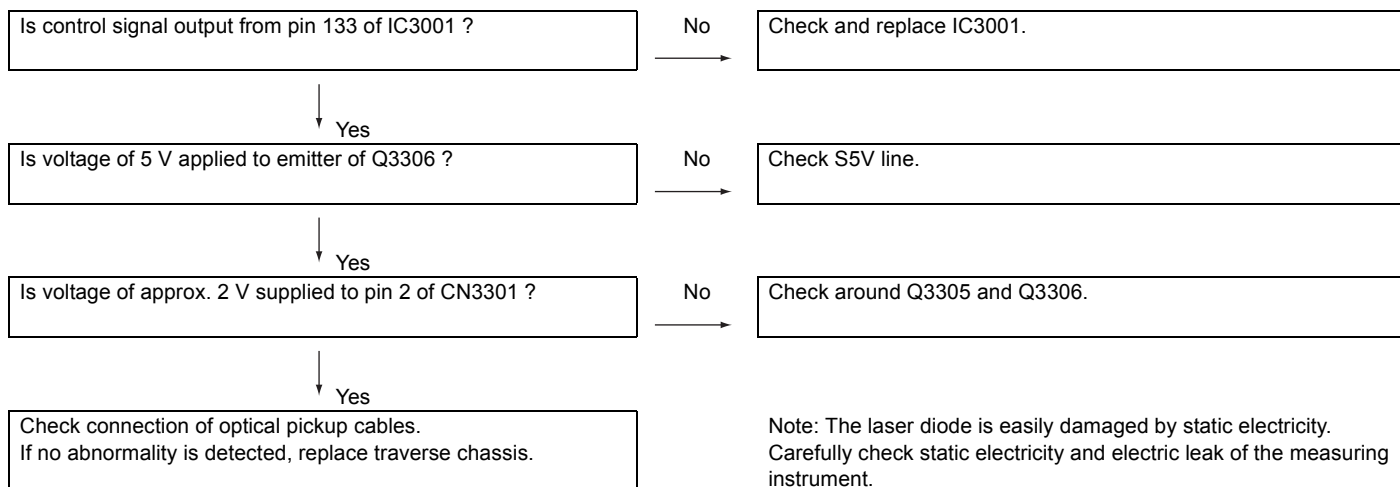 Is control signal output from pin 133 of IC3001 ?
No
Check and replace IC3001.
Yes
Is voltage of 5 V applied to emitter of Q3306 ?
No
Check S5V line.
Yes
Is voltage of approx. 2 V supplied to pin 2 of CN3301 ?
No
Check around Q3305 and Q3306.
Yes
Check connection of optical pickup cables.
If no abnormality is detected, replace traverse chassis.
Note: The laser diode is easily damaged by static electricity.
Carefully check static electricity and electric leak of the measuring
instrument.